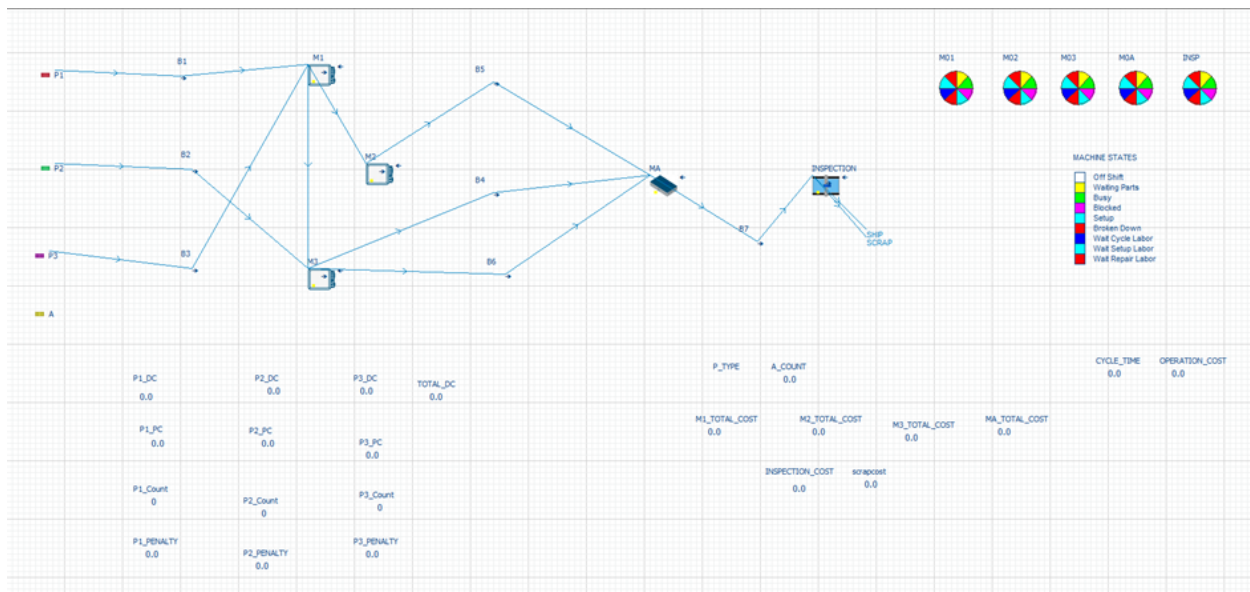 M1
B1
P1
B5
M01
M02
M03
M0A
INSP
B2
M2
P2
B4
MA
INSPECTION
MACHINE STATES
Off Shift
Waiting Parts
Busy
Blocked
Setup
Broken Down
Wait Cycle Labor
Wait Setup Labor
Wait Repair Labor
B7
SHIP
SCRAP
B3
P3
M3
B6
A
P_TYPE
A_COUNT
0.0
CYCLE_TIME
0.0
OPERATION_COST
0.0
P1_DC
0.0
P2_DC
0.0
P3_DC
0.0
TOTAL_DC
0.0
M1_TOTAL_COST
0.0
M2_TOTAL_COST
0.0
M3_TOTAL_COST
0.0
MA_TOTAL_COST
0.0
P1_PC
0.0
P2_PC
0.0
P3_PC
0.0
INSPECTION_COST
0.0
scrapcost
0.0
P1_Count
0
P2_Count
0
P3_Count
0
P1_PENALTY
0.0
P2_PENALTY
0.0
P3_PENALTY
0.0